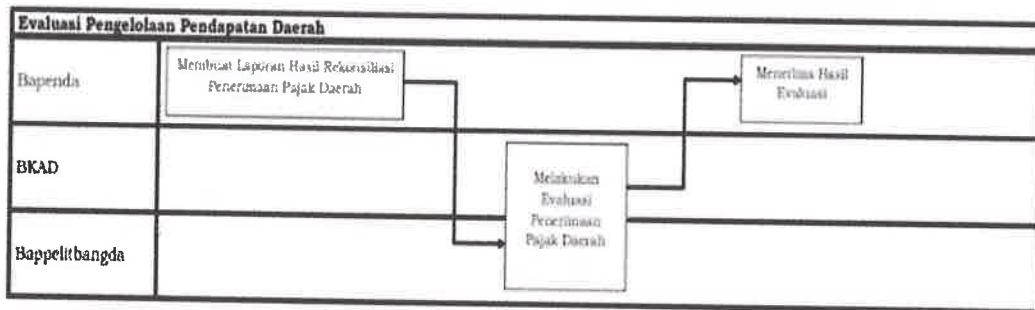 Evaluasi Pengelolaan Pendapatan Daerah
Bapenda
Membuat Laporan Hasil Rekonsiliasi
Penerimaan Pajak Daerah
Menerima Hasil
Evaluasi
BKAD
Melakukan
Evaluasi
Penerimaan
Pajak Daerah
Bappelitbangda